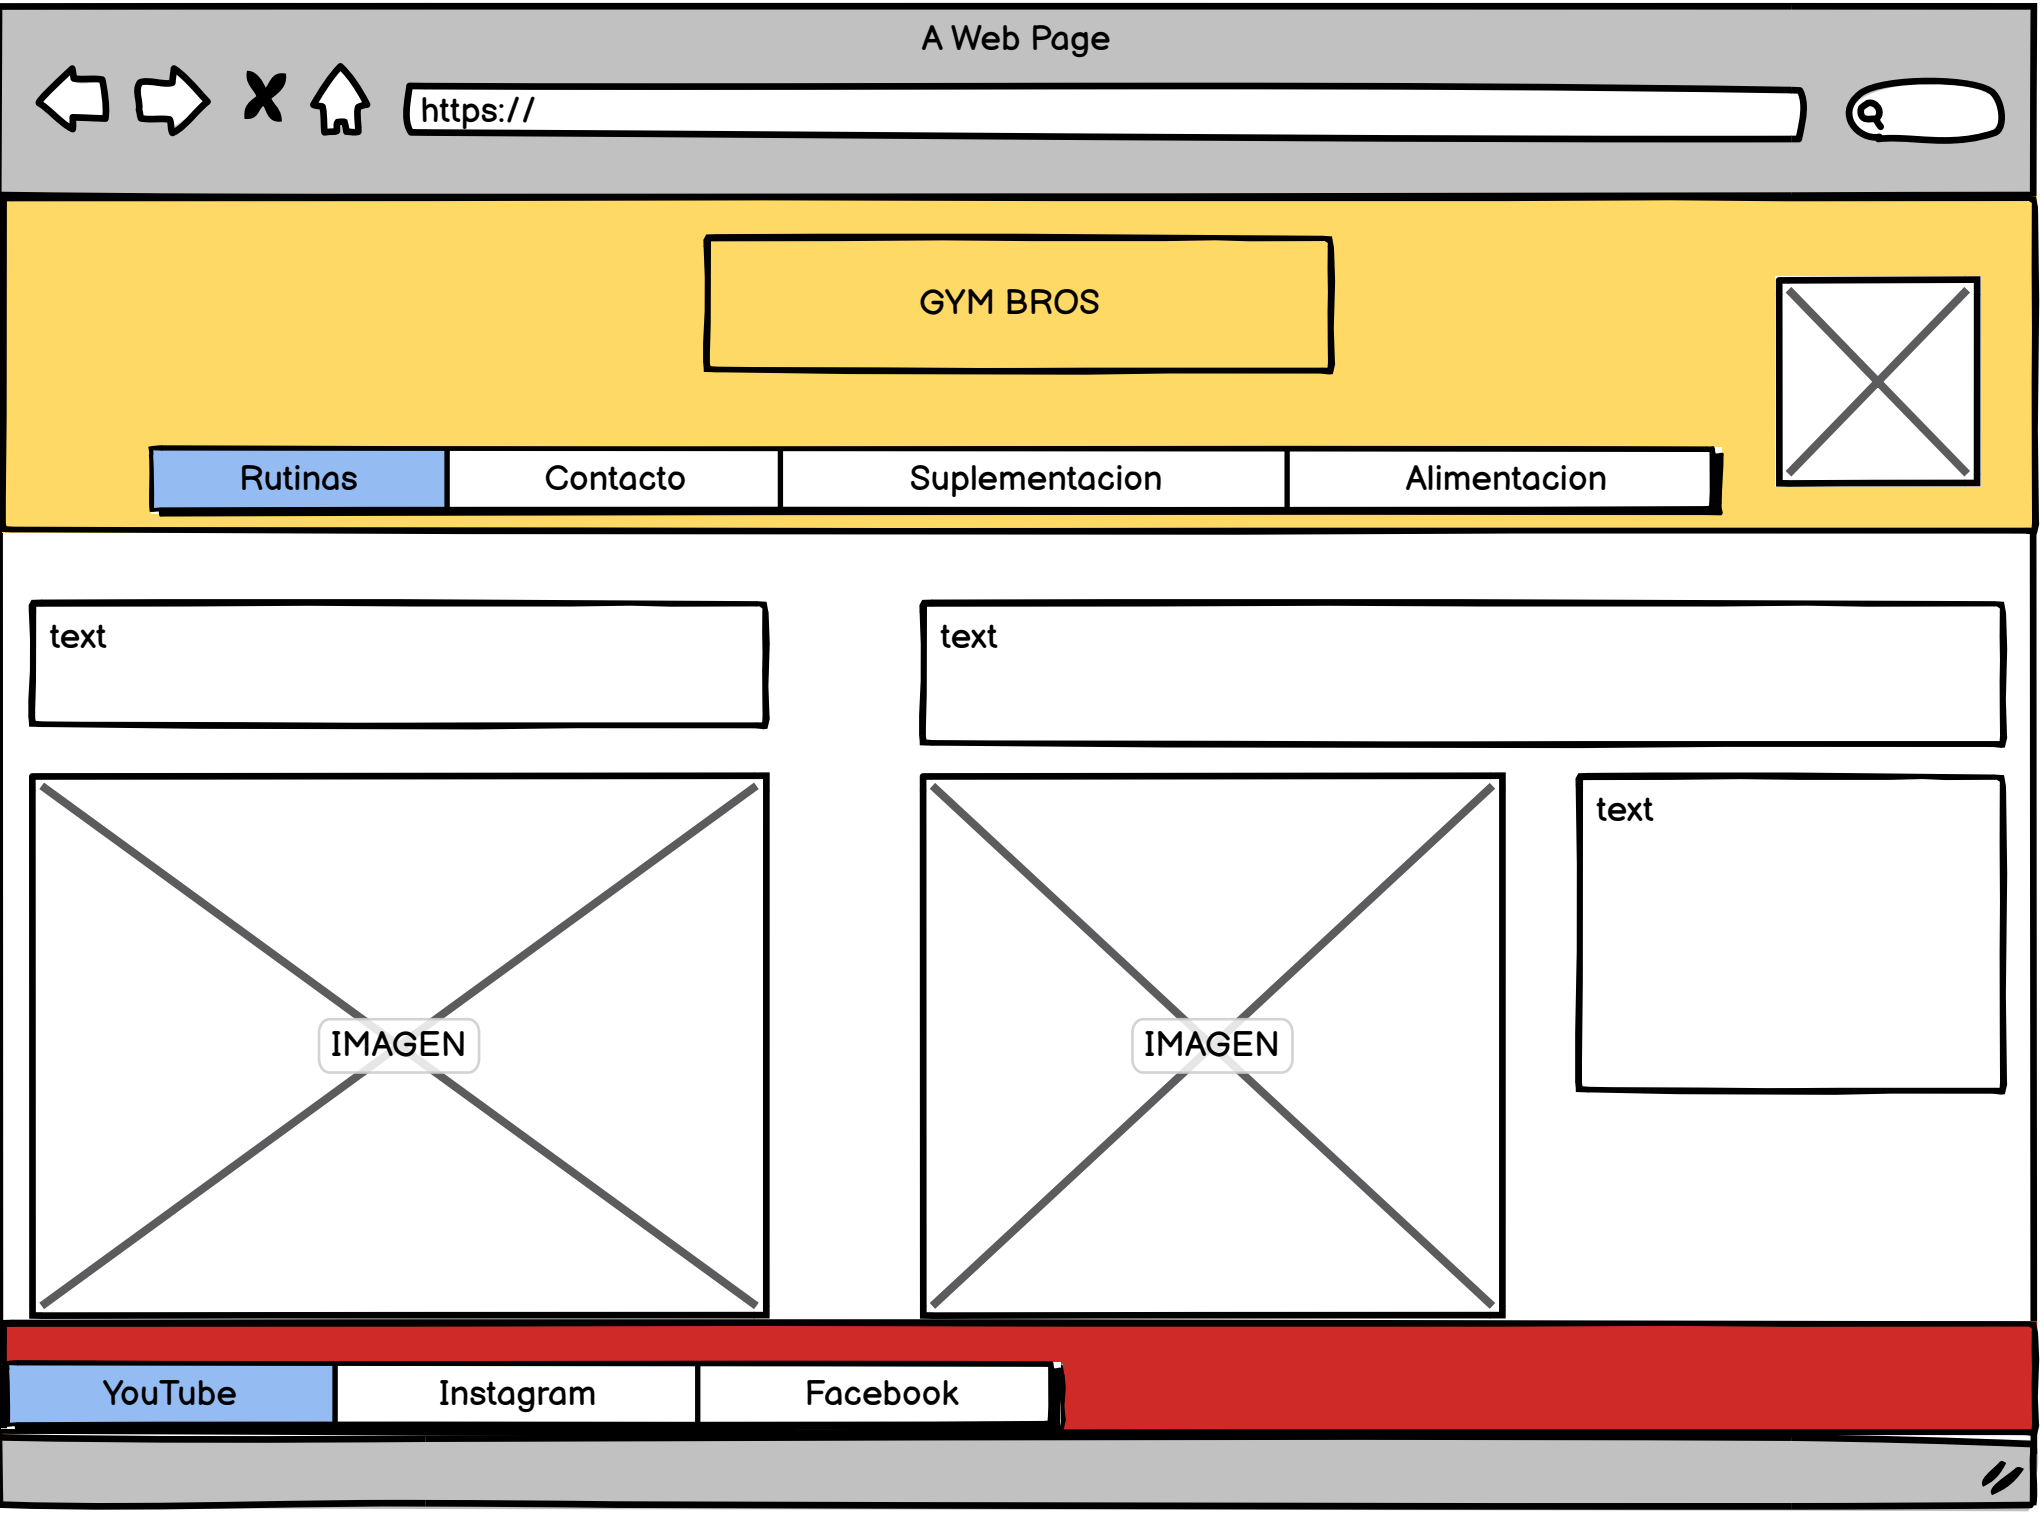 A Web Page
https://
GYM BROS
Rutinas Contacto Suplementacion Alimentacion
text
text
text
IMAGEN
IMAGEN
YouTube Instagram Facebook